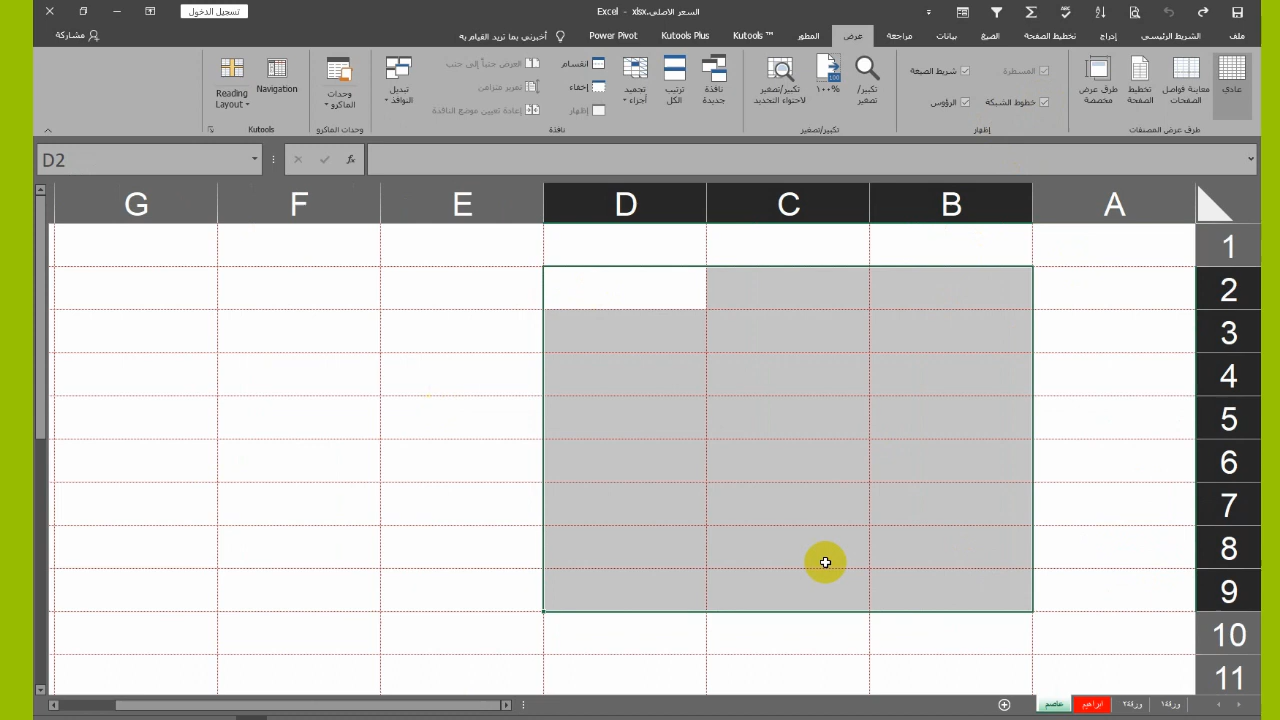 السعر الاصلي.xlsx - Excel
تسجيل الدخول
ملف
الشريط الرئيسي
إدراج
تخطيط الصفحة
الصيغ
بيانات
مراجعة
عرض
المطور
Kutools ™
Kutools Plus
Power Pivot
أخبرني بما تريد القيام به
مشاركة
عادي
معاينة فواصل الصفحات
تخطيط الصفحة
طرق عرض مخصصة
طرق عرض المصنفات
المسطرة
شريط الصيغة
خطوط الشبكة
الرؤوس
إظهار
تكبير/تصغير
١٠٠%
تكبير/تصغير لاحتواء التحديد
تكبير/تصغير
نافذة جديدة
ترتيب الكل
تجميد أجزاء
انقسام
إخفاء
إظهار
العرض جنباً إلى جنب
تمرير متزامن
إعادة تعيين موضع النافذة
تبديل النوافذ
نافذة
وحدات الماكرو
وحدات الماكرو
Navigation
Reading Layout
Kutools
D2
fx
A B C D E F G
1
2
3
4
5
6
7
8
9
10
11
ورقة١
ورقة٢
ابراهيم
عاصم